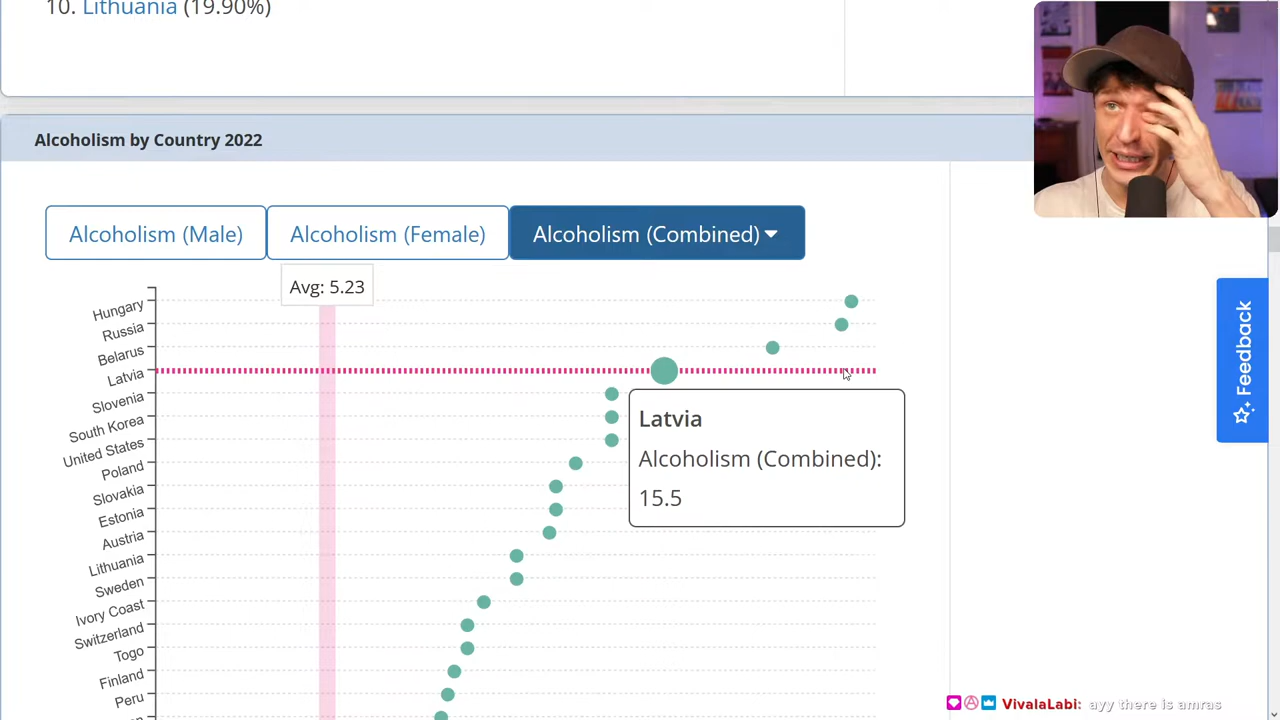 10. Lithuania (19.90%)
Alcoholism by Country 2022
Alcoholism (Male)
Alcoholism (Female)
Alcoholism (Combined)
Avg: 5.23
Hungary
Russia
Belarus
Latvia
Slovenia
South Korea
United States
Poland
Slovakia
Estonia
Austria
Lithuania
Sweden
Ivory Coast
Switzerland
Togo
Finland
Peru
Latvia
Alcoholism (Combined):
15.5
Feedback
VivalaLabi: ayy there is amras